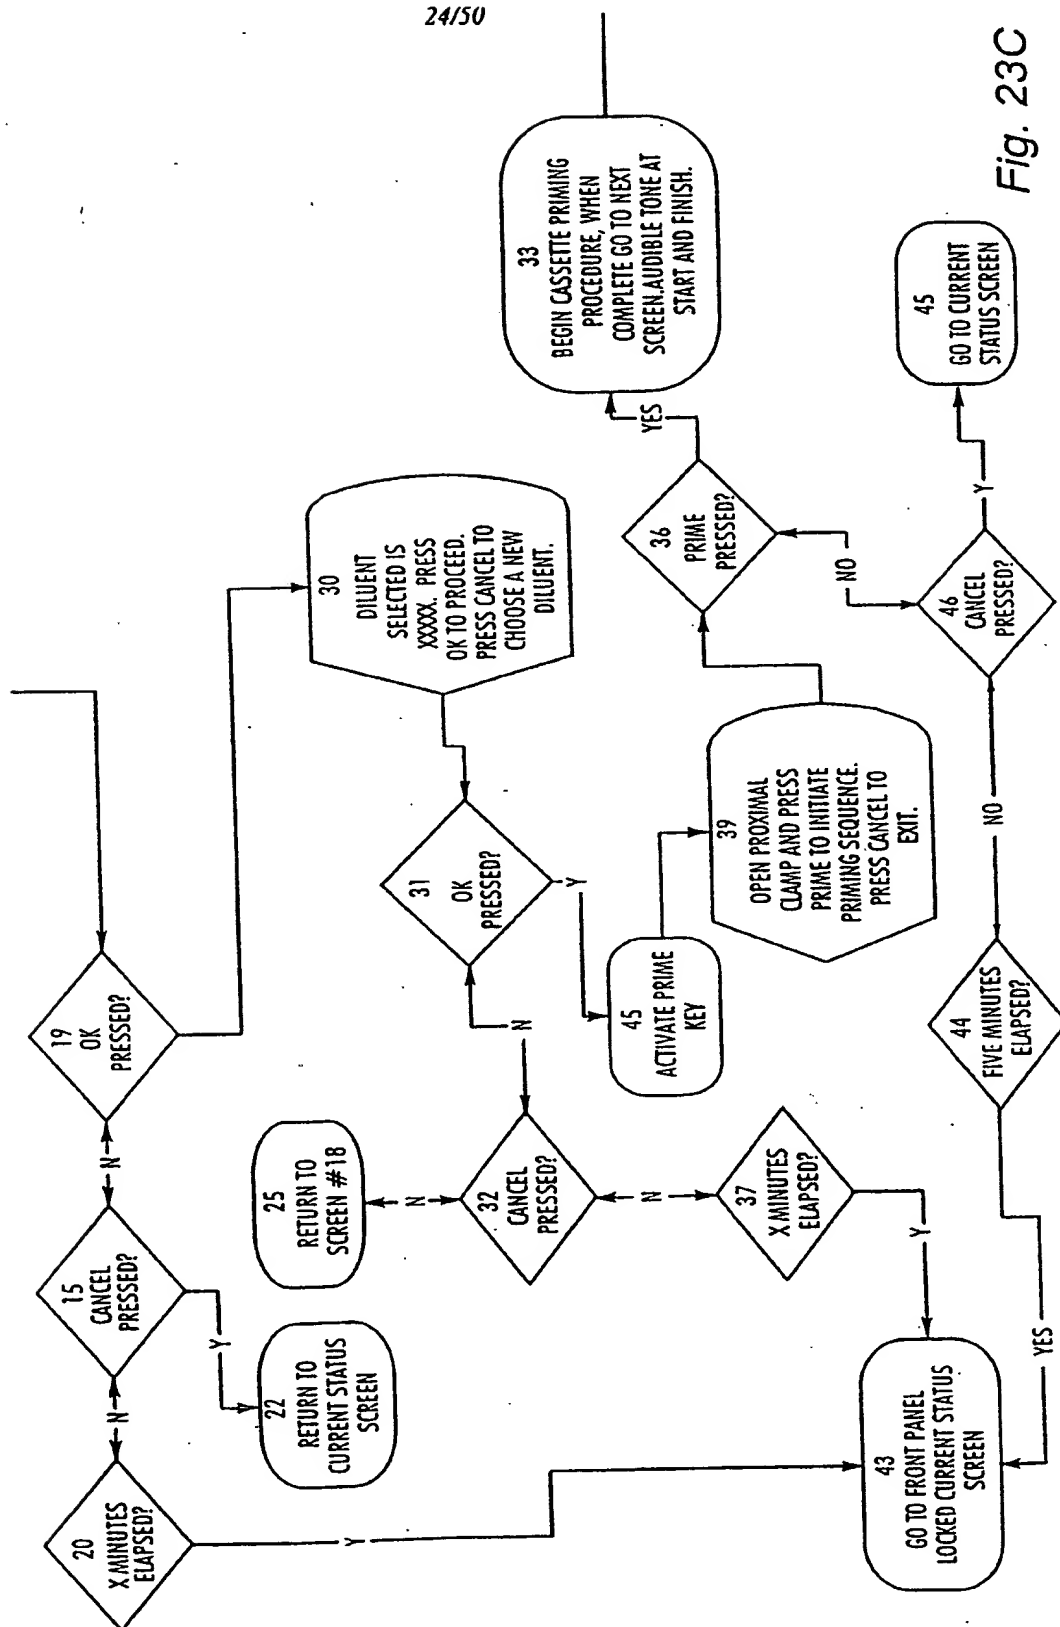 24/50
19
OK
PRESSED?
N
15
CANCEL
PRESSED?
N
20
X MINUTES
ELAPSED?
Y
22
RETURN TO
CURRENT STATUS
SCREEN
Y
30
DILUENT
SELECTED IS
XXXXX. PRESS
OK TO PROCEED.
PRESS CANCEL TO
CHOOSE A NEW
DILUENT.
31
OK
PRESSED?
N
Y
25
RETURN TO
SCREEN #18
N
32
CANCEL
PRESSED?
N
37
X MINUTES
ELAPSED?
Y
45
ACTIVATE PRIME
KEY
39
OPEN PROXIMAL
CLAMP AND PRESS
PRIME TO INITIATE
PRIMING SEQUENCE.
PRESS CANCEL TO
EXIT.
33
BEGIN CASSETTE PRIMING
PROCEDURE, WHEN
COMPLETE GO TO NEXT
SCREEN.AUDIBLE TONE AT
START AND FINISH.
YES
36
PRIME
PRESSED?
NO
46
CANCEL
PRESSED?
Y
45
GO TO CURRENT
STATUS SCREEN
NO
44
FIVE MINUTES
ELAPSED?
YES
43
GO TO FRONT PANEL
LOCKED CURRENT STATUS
SCREEN
Fig. 23C